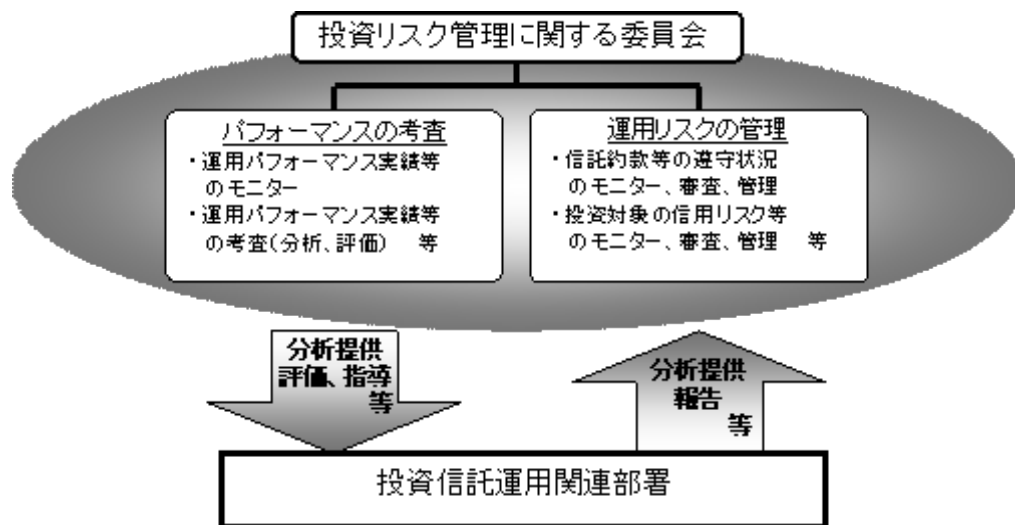 投資リスク管理に関する委員会
パフォーマンスの考査
・運用パフォーマンス実績等
のモニター
・運用パフォーマンス実績等
の考査(分析、評価) 等
運用リスクの管理
・信託約款等の遵守状況
のモニター、審査、管理
・投資対象の信用リスク等
のモニター、審査、管理 等
分析提供
評価、指導
等
分析提供
報告
等
投資信託運用関連部署